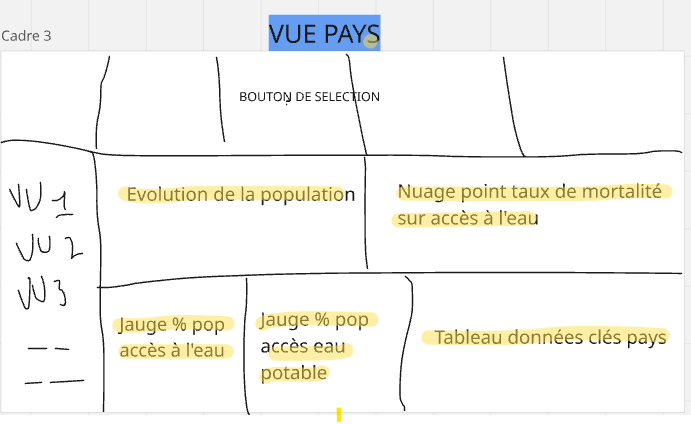 Cadre 3
VUE PAYS
BOUTON DE SELECTION
VU 1
VU 2
VU 3
Evolution de la population
Nuage point taux de mortalité
sur accès à l'eau
Jauge % pop
accès à l'eau
Jauge % pop
accès eau
potable
Tableau données clés pays